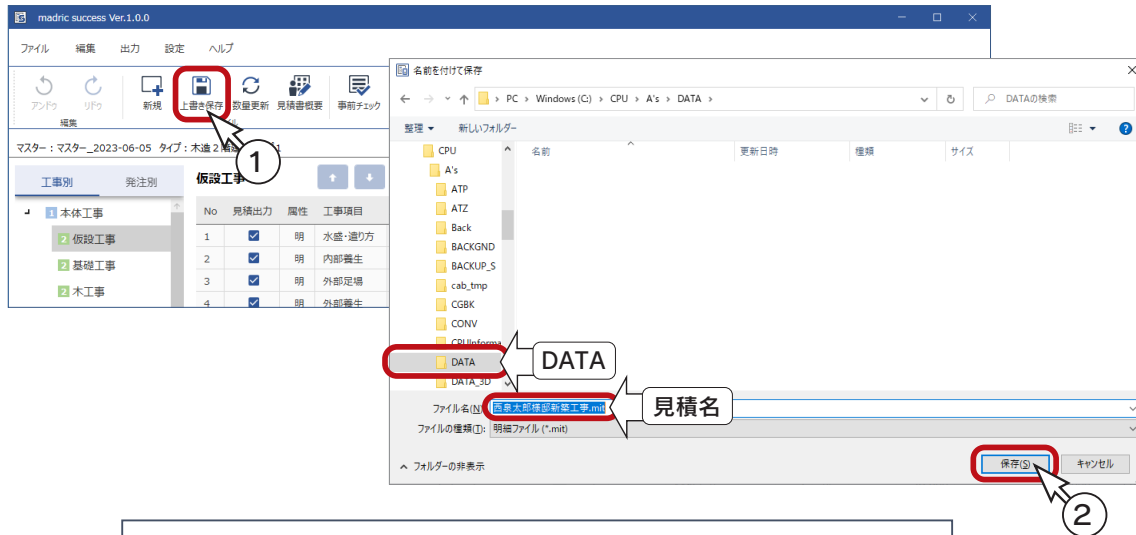 madric success Ver.1.0.0
ファイル 編集 出力 設定 ヘルプ
アンドゥ リドゥ 新規 上書き保存 数量更新 見積書概要 事前チェック
編集
マスター：マスター_2023-06-05 タイプ：木造２階
1
工事別 発注別
仮設工事
No 見積出力 属性 工事項目
1 本体工事
2 仮設工事
2 基礎工事
2 木工事
1 明 水盛・遣り方
2 明 内部養生
3 明 外部足場
4 明 外部養生
名前を付けて保存
PC › Windows (C:) › CPU › A's › DATA ›
DATAの検索
整理 新しいフォルダー
名前 更新日時 種類 サイズ
CPU
A's
ATP
ATZ
Back
BACKGND
BACKUP_S
cab_tmp
CGBK
CONV
CPUInforma
DATA
DATA_3D
DATA
ファイル名(N): 西泉太郎様邸新築工事.mit
見積名
ファイルの種類(T): 明細ファイル (*.mit)
フォルダーの非表示
保存(S) キャンセル
2